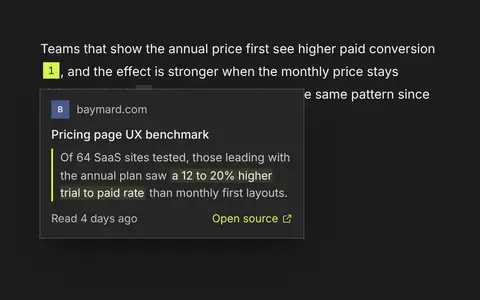 Teams that show the annual price first see higher paid conversion
1, and the effect is stronger when the monthly price stays
e same pattern since
B baymard.com
Pricing page UX benchmark
Of 64 SaaS sites tested, those leading with
the annual plan saw a 12 to 20% higher
trial to paid rate than monthly first layouts.
Read 4 days ago Open source